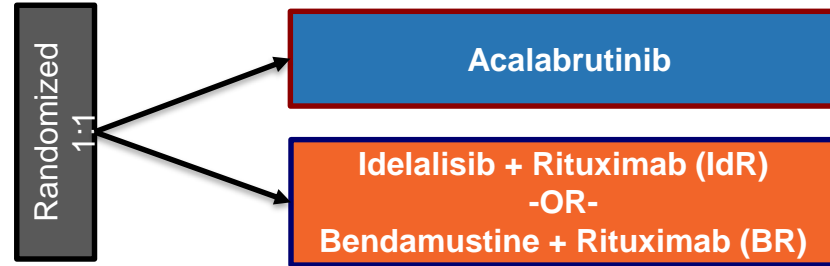 Randomized
1:1
Acalabrutinib
Idelalisib + Rituximab (IdR)
-OR-
Bendamustine + Rituximab (BR)